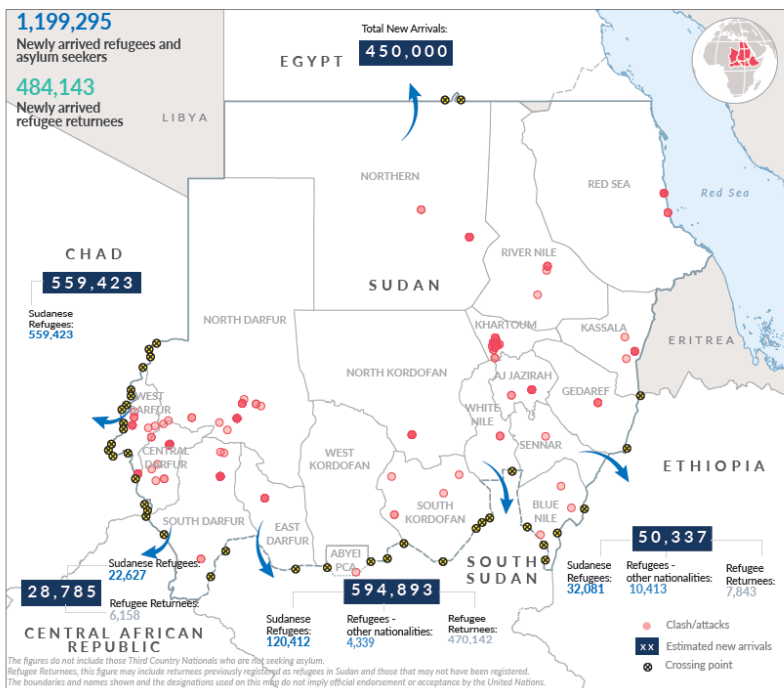 1,199,295
Newly arrived refugees and
asylum seekers
484,143
Newly arrived
refugee returnees
Total New Arrivals:
450,000
EGYPT
LIBYA
NORTHERN
RED SEA
Red Sea
CHAD
559,423
Sudanese
Refugees:
559,423
RIVER NILE
SUDAN
NORTH DARFUR
KHARTOUM
KASSALA
ERITREA
NORTH KORDOFAN
AJ JAZIRAH
GEDAREF
WEST
DARFUR
WHITE
NILE
SENNAR
CENTRAL
DARFUR
WEST
KORDOFAN
ETHIOPIA
SOUTH
KORDOFAN
BLUE
NILE
SOUTH DARFUR
EAST
DARFUR
ABYEI
PCA
SOUTH
SUDAN
50,337
Sudanese
Refugees:
32,081
Refugees -
other nationalities:
10,413
Refugee
Returnees:
7,843
Sudanese Refugees:
22,627
28,785
Refugee Returnees:
6,158
CENTRAL AFRICAN
REPUBLIC
594,893
Sudanese
Refugees:
120,412
Refugees -
other nationalities:
4,339
Refugee
Returnees:
470,142
Clash/attacks
xx Estimated new arrivals
Crossing point
The figures do not include those Third Country Nationals who are not seeking asylum.
Refugee Returnees, this figure may include returnees previously registered as refugees in Sudan and those that may not have been registered.
The boundaries and names shown and the designations used on this map do not imply official endorsement or acceptance by the United Nations.